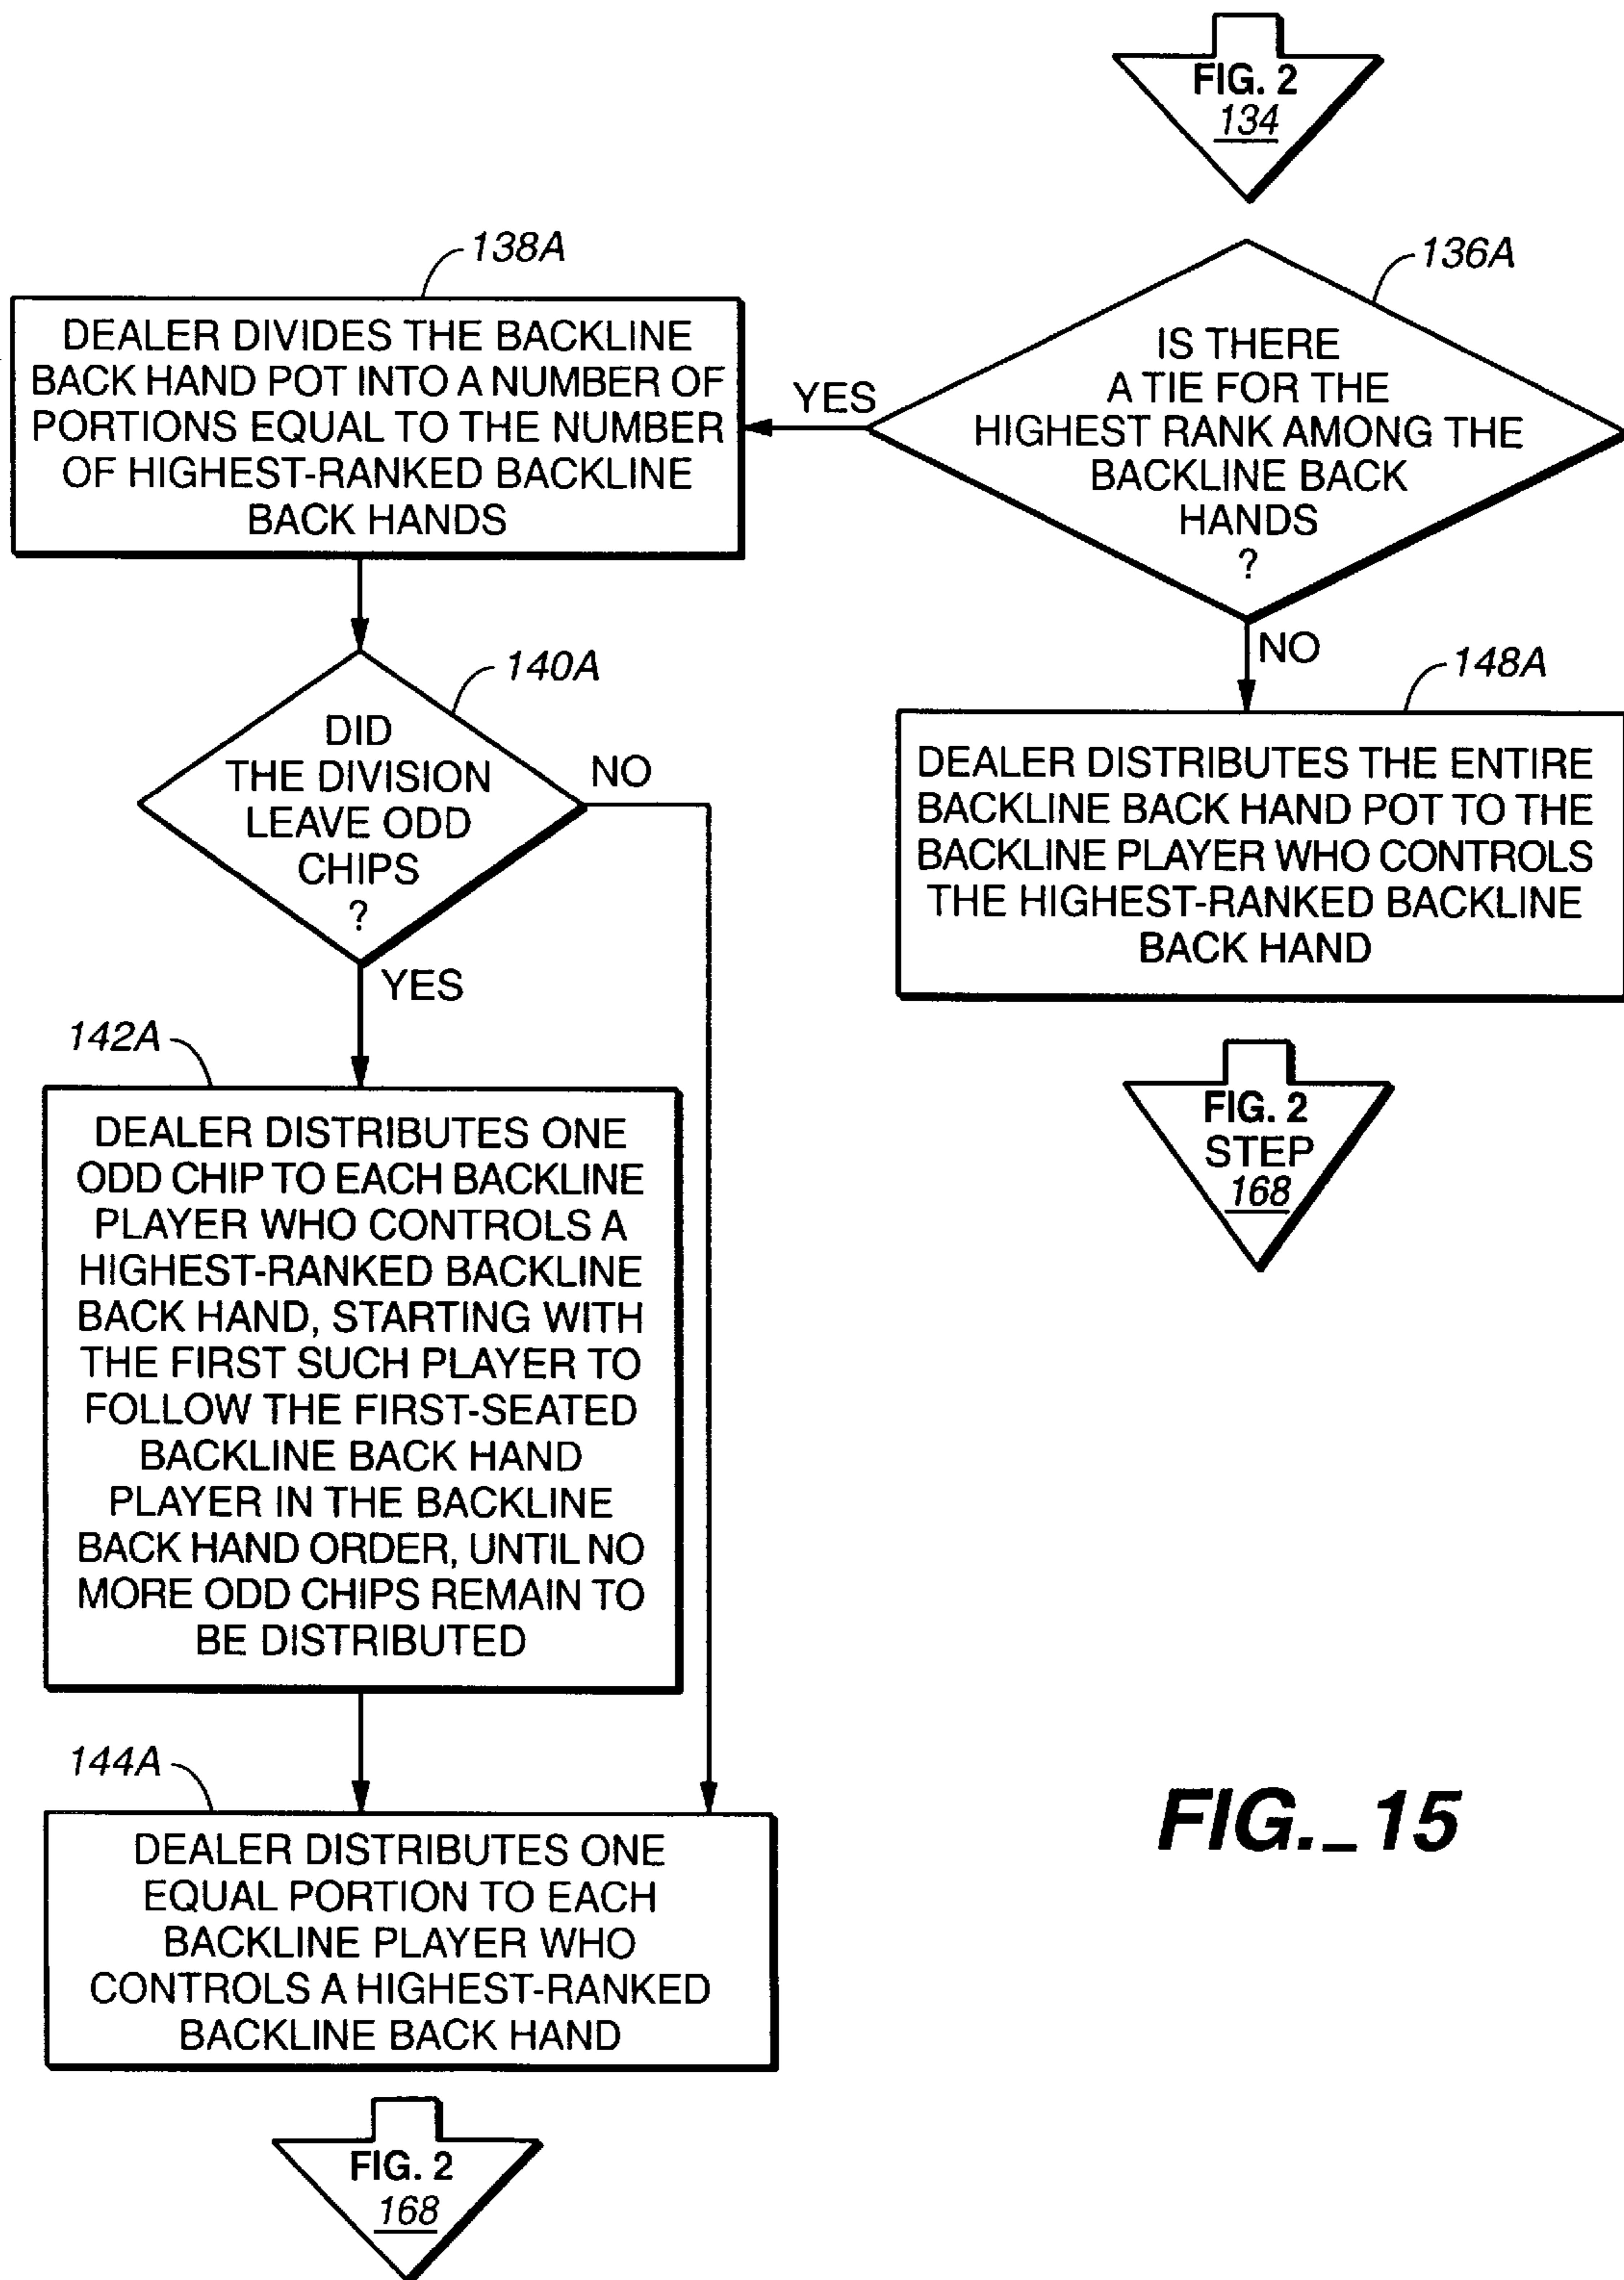 FIG. 2
134
136A
IS THERE
A TIE FOR THE
HIGHEST RANK AMONG THE
BACKLINE BACK
HANDS
?
YES
NO
138A
DEALER DIVIDES THE BACKLINE
BACK HAND POT INTO A NUMBER OF
PORTIONS EQUAL TO THE NUMBER
OF HIGHEST-RANKED BACKLINE
BACK HANDS
140A
DID
THE DIVISION
LEAVE ODD
CHIPS
?
NO
YES
148A
DEALER DISTRIBUTES THE ENTIRE
BACKLINE BACK HAND POT TO THE
BACKLINE PLAYER WHO CONTROLS
THE HIGHEST-RANKED BACKLINE
BACK HAND
FIG. 2
STEP
168
142A
DEALER DISTRIBUTES ONE
ODD CHIP TO EACH BACKLINE
PLAYER WHO CONTROLS A
HIGHEST-RANKED BACKLINE
BACK HAND, STARTING WITH
THE FIRST SUCH PLAYER TO
FOLLOW THE FIRST-SEATED
BACKLINE BACK HAND
PLAYER IN THE BACKLINE
BACK HAND ORDER, UNTIL NO
MORE ODD CHIPS REMAIN TO
BE DISTRIBUTED
144A
DEALER DISTRIBUTES ONE
EQUAL PORTION TO EACH
BACKLINE PLAYER WHO
CONTROLS A HIGHEST-RANKED
BACKLINE BACK HAND
FIG. 2
168
FIG._15